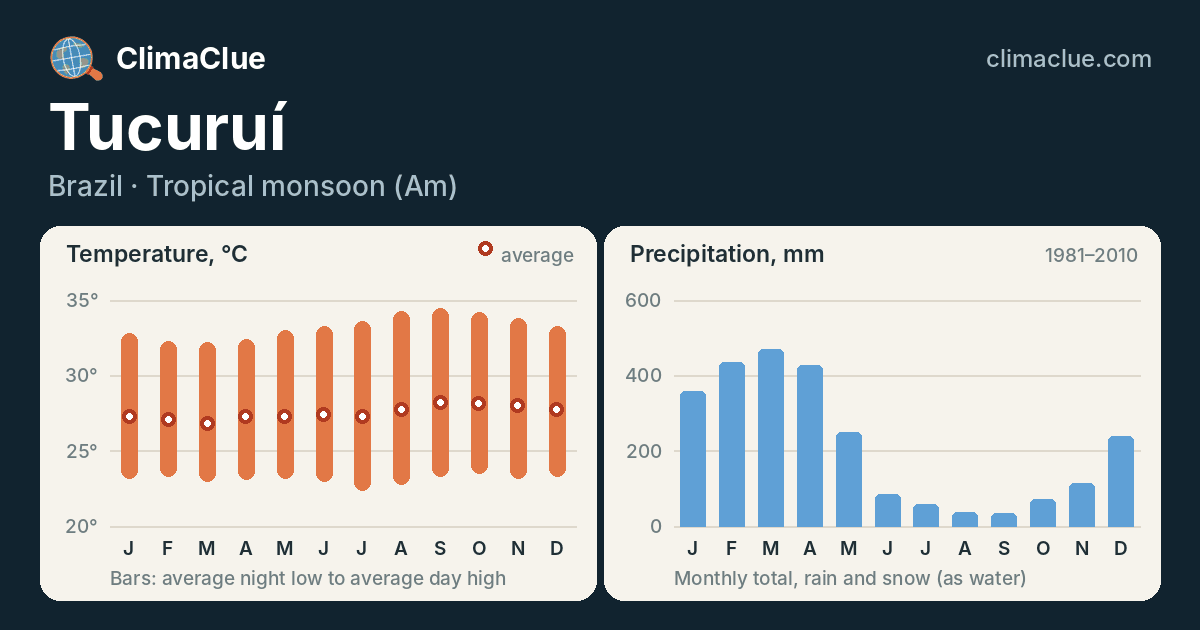 ClimaClue
climaclue.com
Tucuruí
Brazil · Tropical monsoon (Am)
Temperature, °C
average
35°
30°
25°
20°
J F M A M J J A S O N D
Bars: average night low to average day high
Precipitation, mm
1981–2010
600
400
200
0
J F M A M J J A S O N D
Monthly total, rain and snow (as water)